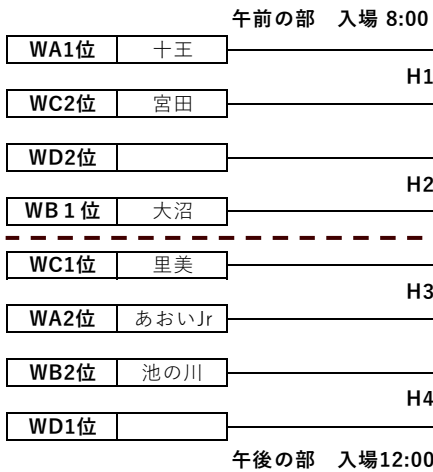 午前の部　入場 8:00
WA1位　十王
H1
WC2位　宮田
WD2位
H2
WB１位　大沼
WC1位　里美
H3
WA2位　あおいJr
WB2位　池の川
H4
WD1位
午後の部　入場12:00